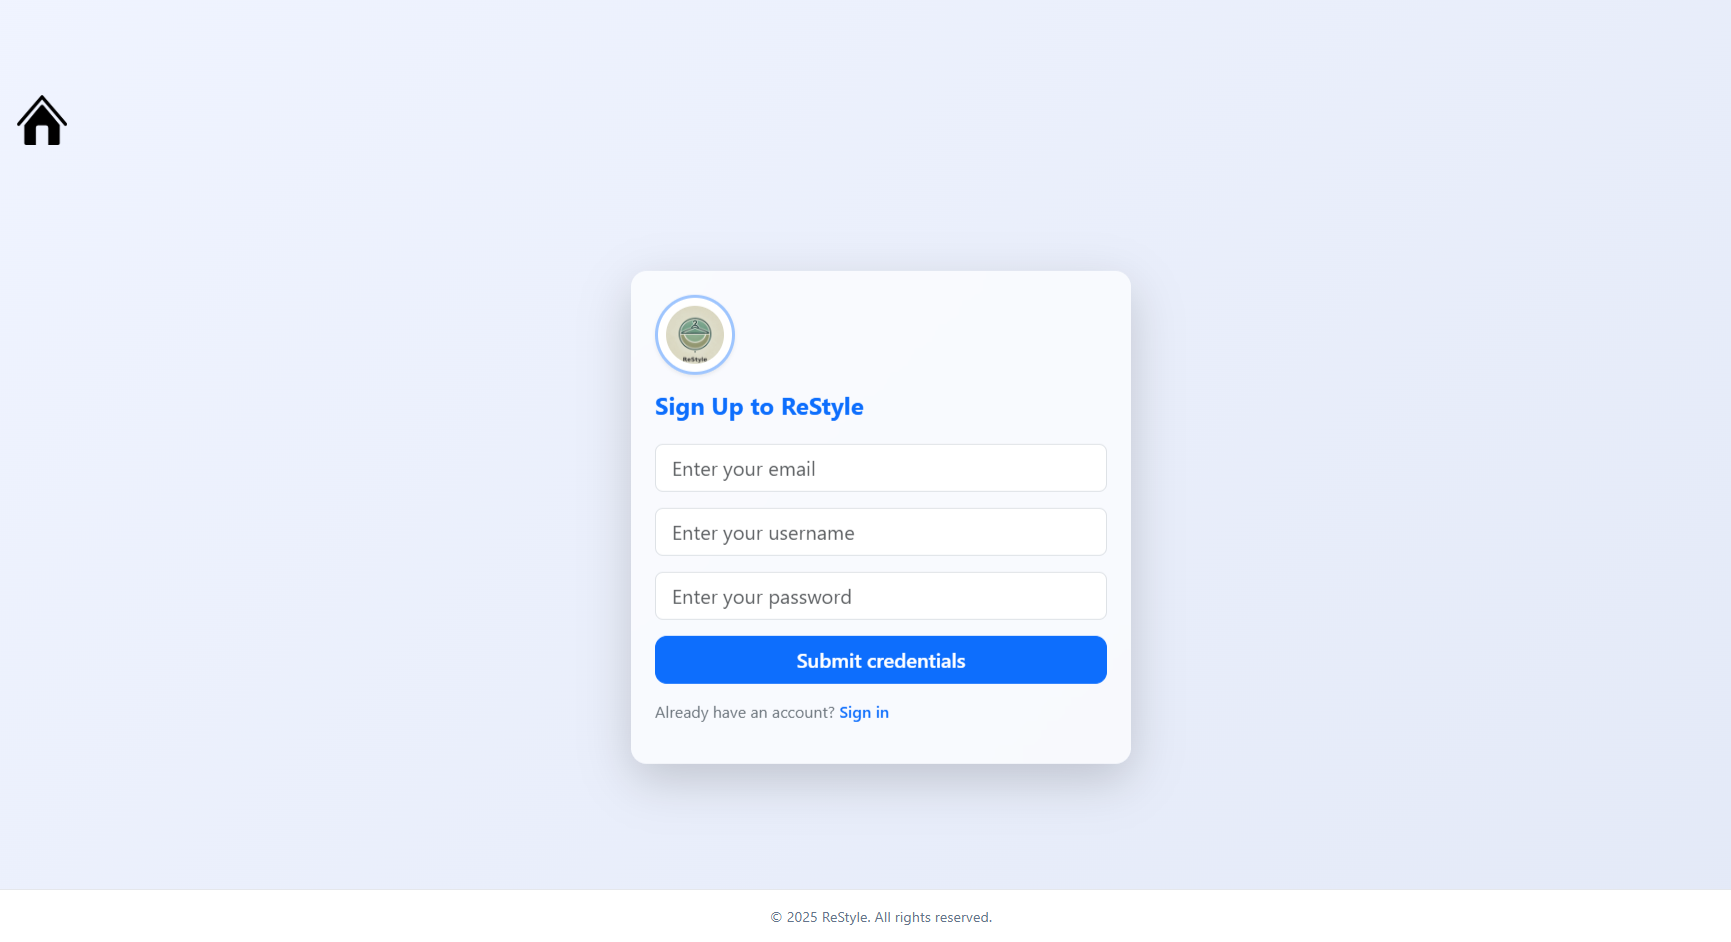 ReStyle
Sign Up to ReStyle
Enter your email
Enter your username
Enter your password
Submit credentials
Already have an account? Sign in
© 2025 ReStyle. All rights reserved.